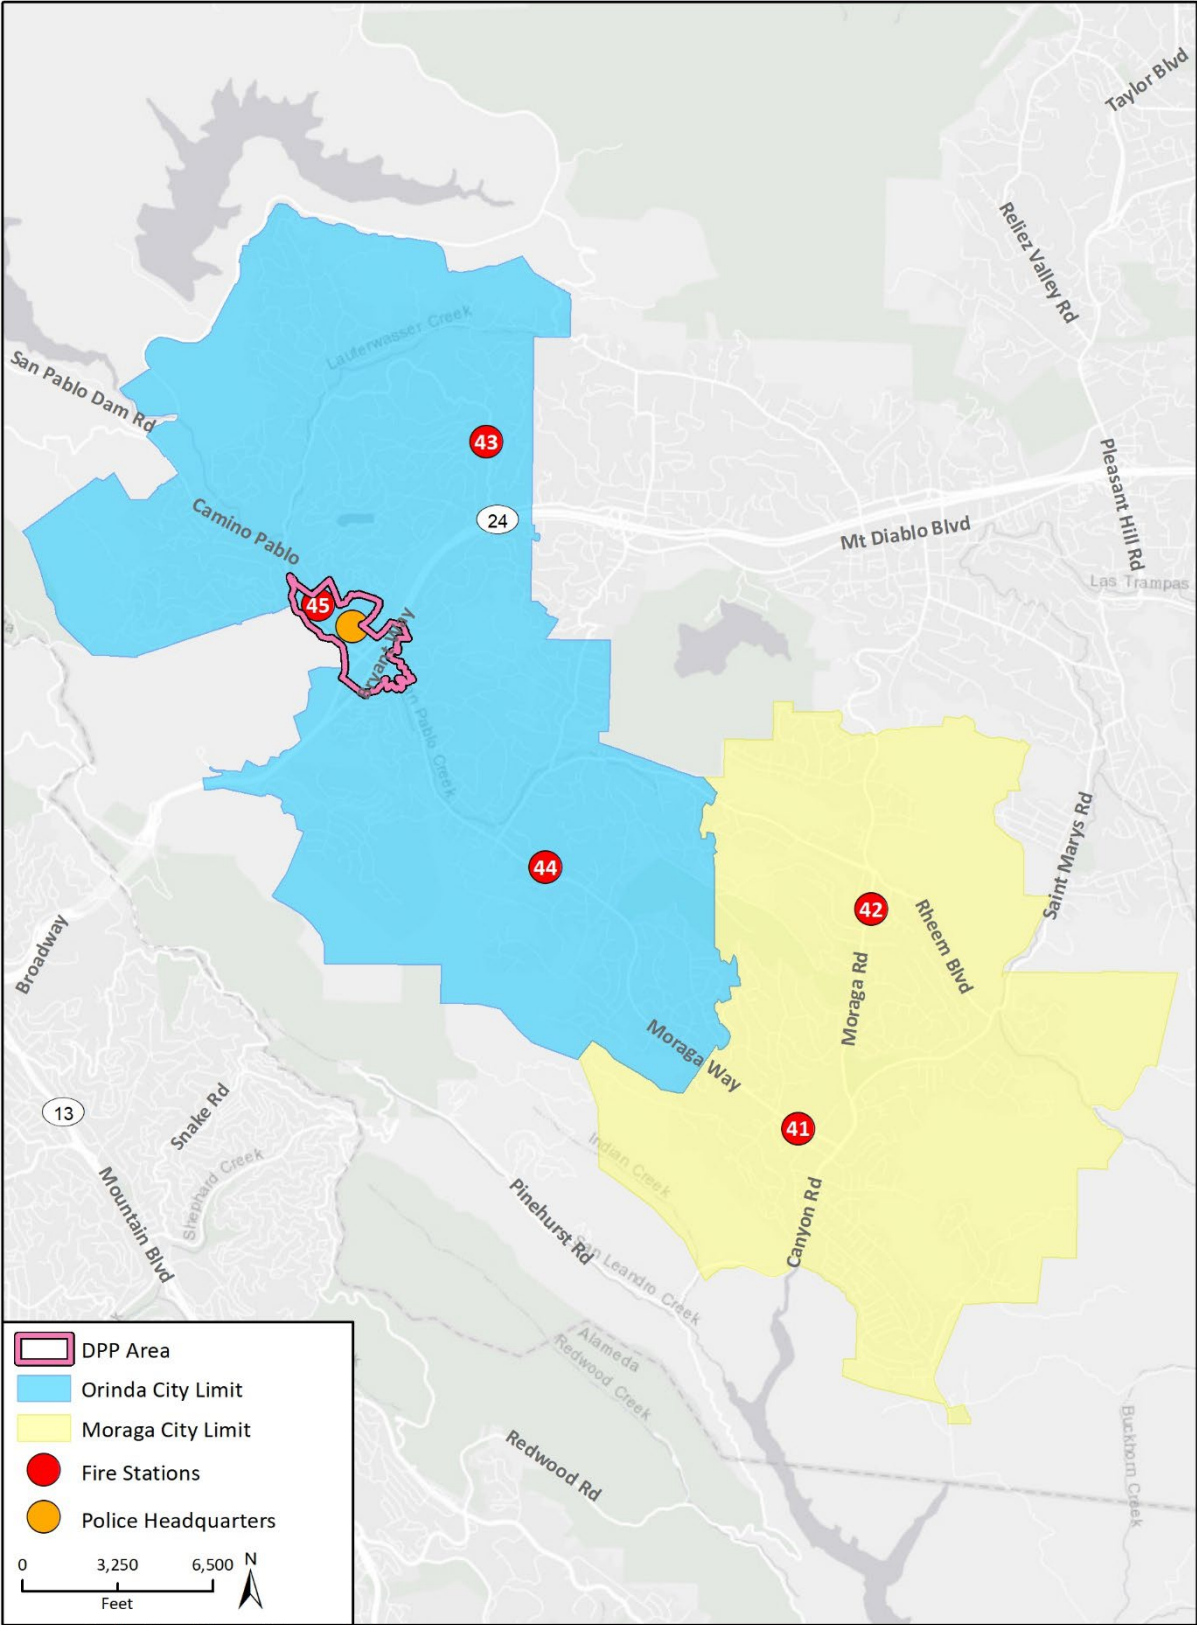 Taylor Blvd
Reliez Valley Rd
Lauterwasser Creek
San Pablo Dam Rd
43
Pleasant Hill Rd
Camino Pablo
24
Mt Diablo Blvd
Las Trampas
45
Bryant Way
n Pablo Creek
44
Saint Marys Rd
42
Rheem Blvd
Broadway
Moraga Rd
Moraga Way
13
Snake Rd
41
Indian Creek
Shephard Creek
Mountain Blvd
Pinehurst Rd
Canyon Rd
San Leandro Creek
Alameda
Redwood Creek
Buckhorn Creek
Redwood Rd
DPP Area
Orinda City Limit
Moraga City Limit
Fire Stations
Police Headquarters
0 3,250 6,500 N
Feet